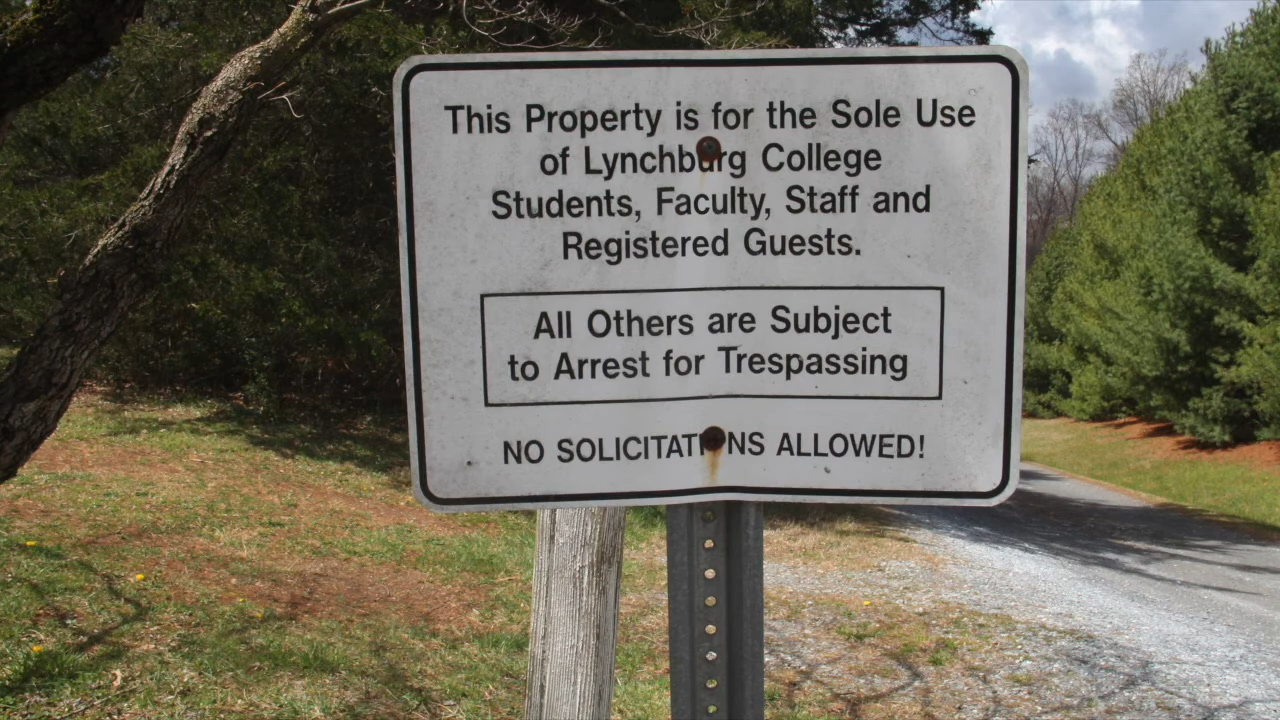 This Property is for the Sole Use
of Lynchburg College
Students, Faculty, Staff and
Registered Guests.
All Others are Subject
to Arrest for Trespassing
NO SOLICITATIONS ALLOWED!